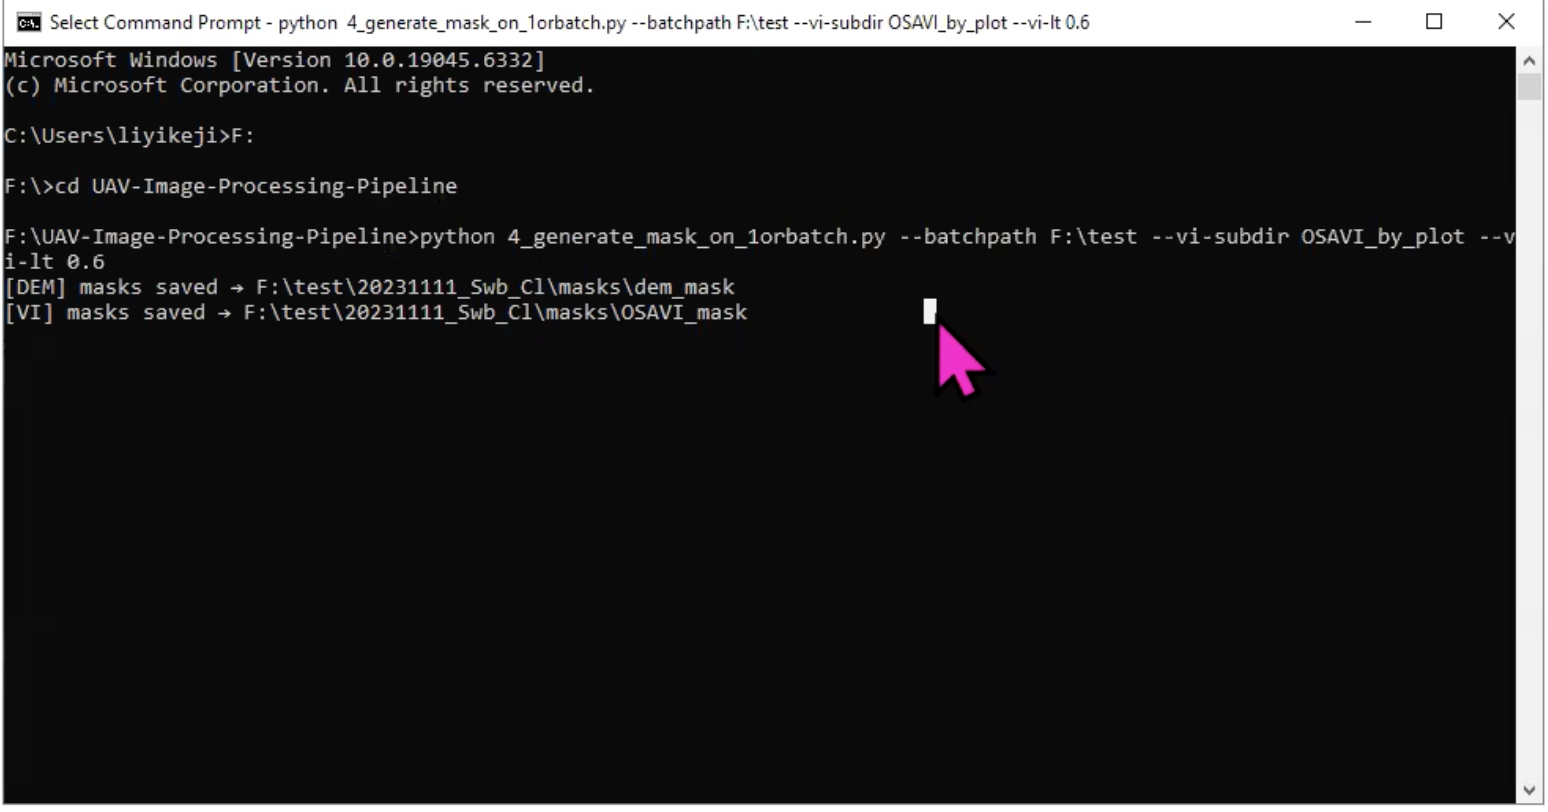 Select Command Prompt - python  4_generate_mask_on_1orbatch.py --batchpath F:\test --vi-subdir OSAVI_by_plot --vi-lt 0.6
Microsoft Windows [Version 10.0.19045.6332]
(c) Microsoft Corporation. All rights reserved.
C:\Users\liyikeji>F:
F:\>cd UAV-Image-Processing-Pipeline
F:\UAV-Image-Processing-Pipeline>python 4_generate_mask_on_1orbatch.py --batchpath F:\test --vi-subdir OSAVI_by_plot --v
i-lt 0.6
[DEM] masks saved → F:\test\20231111_Swb_Cl\masks\dem_mask
[VI] masks saved → F:\test\20231111_Swb_Cl\masks\OSAVI_mask